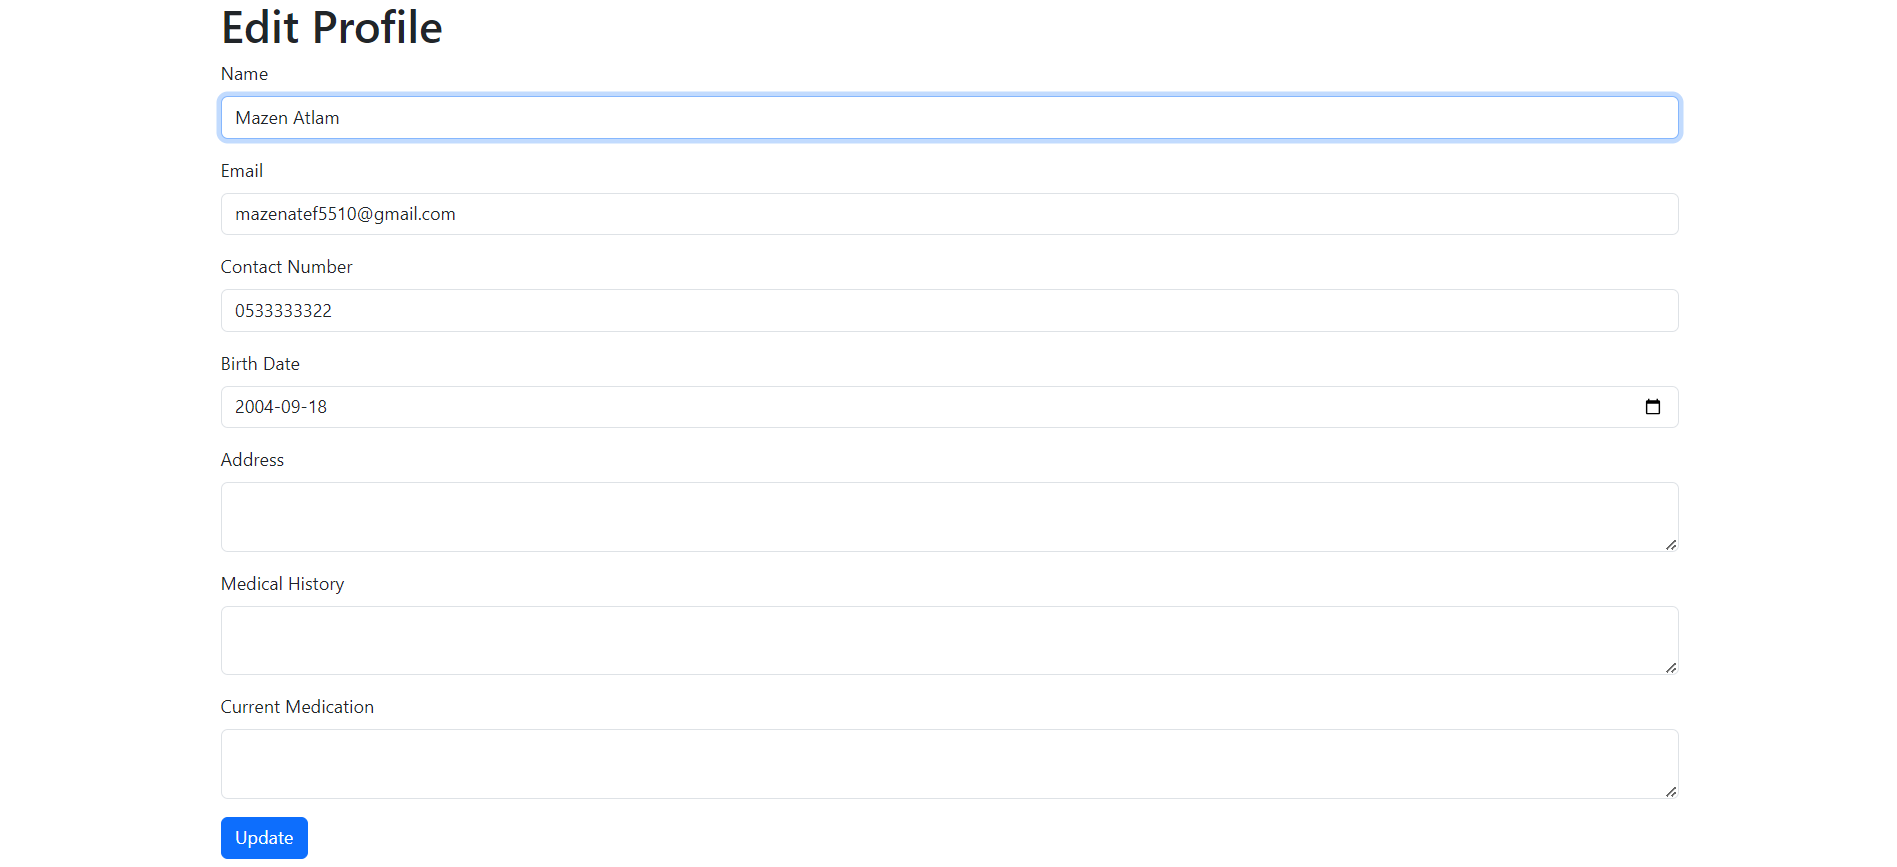 Edit Profile
Name
Mazen Atlam
Email
mazenatef5510@gmail.com
Contact Number
0533333322
Birth Date
2004-09-18
Address
Medical History
Current Medication
Update